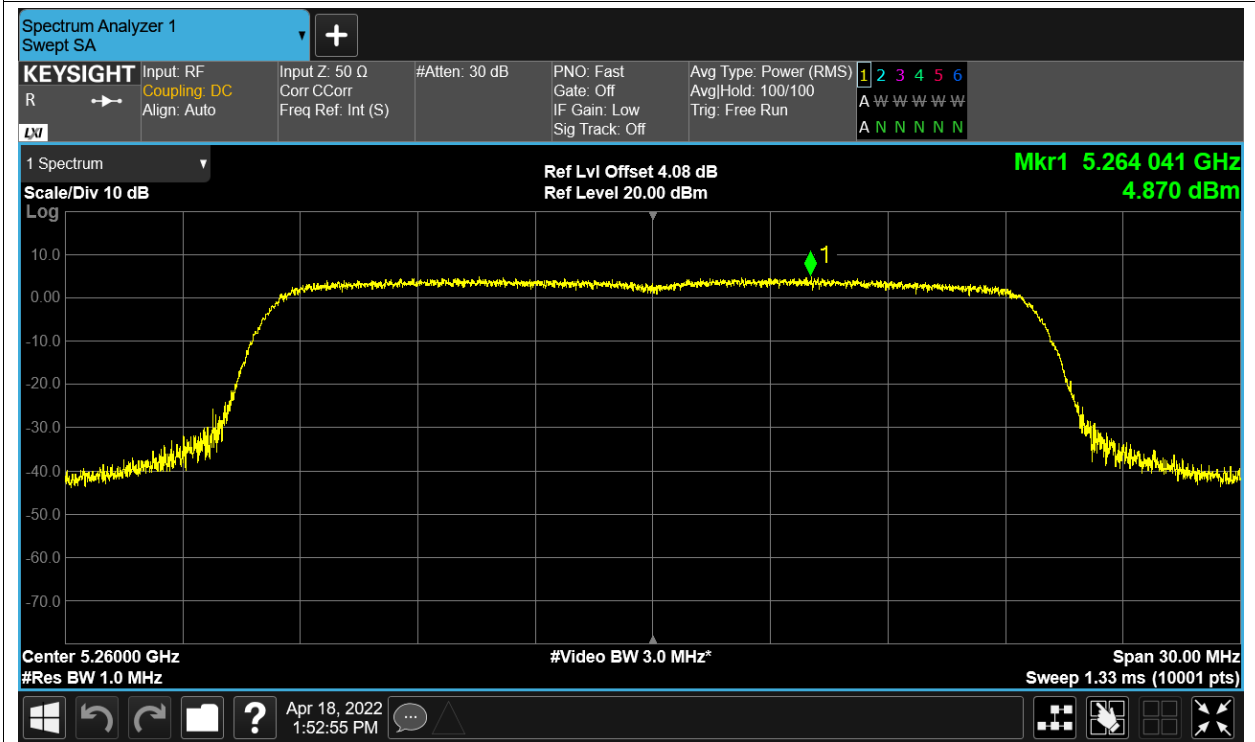 Spectrum Analyzer 1
Swept SA
+
KEYSIGHT
R
LXI
Input: RF
Coupling: DC
Align: Auto
Input Z: 50 Ω
Corr CCorr
Freq Ref: Int (S)
#Atten: 30 dB
PNO: Fast
Gate: Off
IF Gain: Low
Sig Track: Off
Avg Type: Power (RMS)
Avg|Hold: 100/100
Trig: Free Run
1 2 3 4 5 6
A W W W W W
A N N N N N
1 Spectrum
Scale/Div 10 dB
Ref Lvl Offset 4.08 dB
Ref Level 20.00 dBm
Mkr1 5.264 041 GHz
4.870 dBm
Log
10.0
0.00
-10.0
-20.0
-30.0
-40.0
-50.0
-60.0
-70.0
1
Center 5.26000 GHz
#Res BW 1.0 MHz
#Video BW 3.0 MHz*
Span 30.00 MHz
Sweep 1.33 ms (10001 pts)
?
Apr 18, 2022
1:52:55 PM